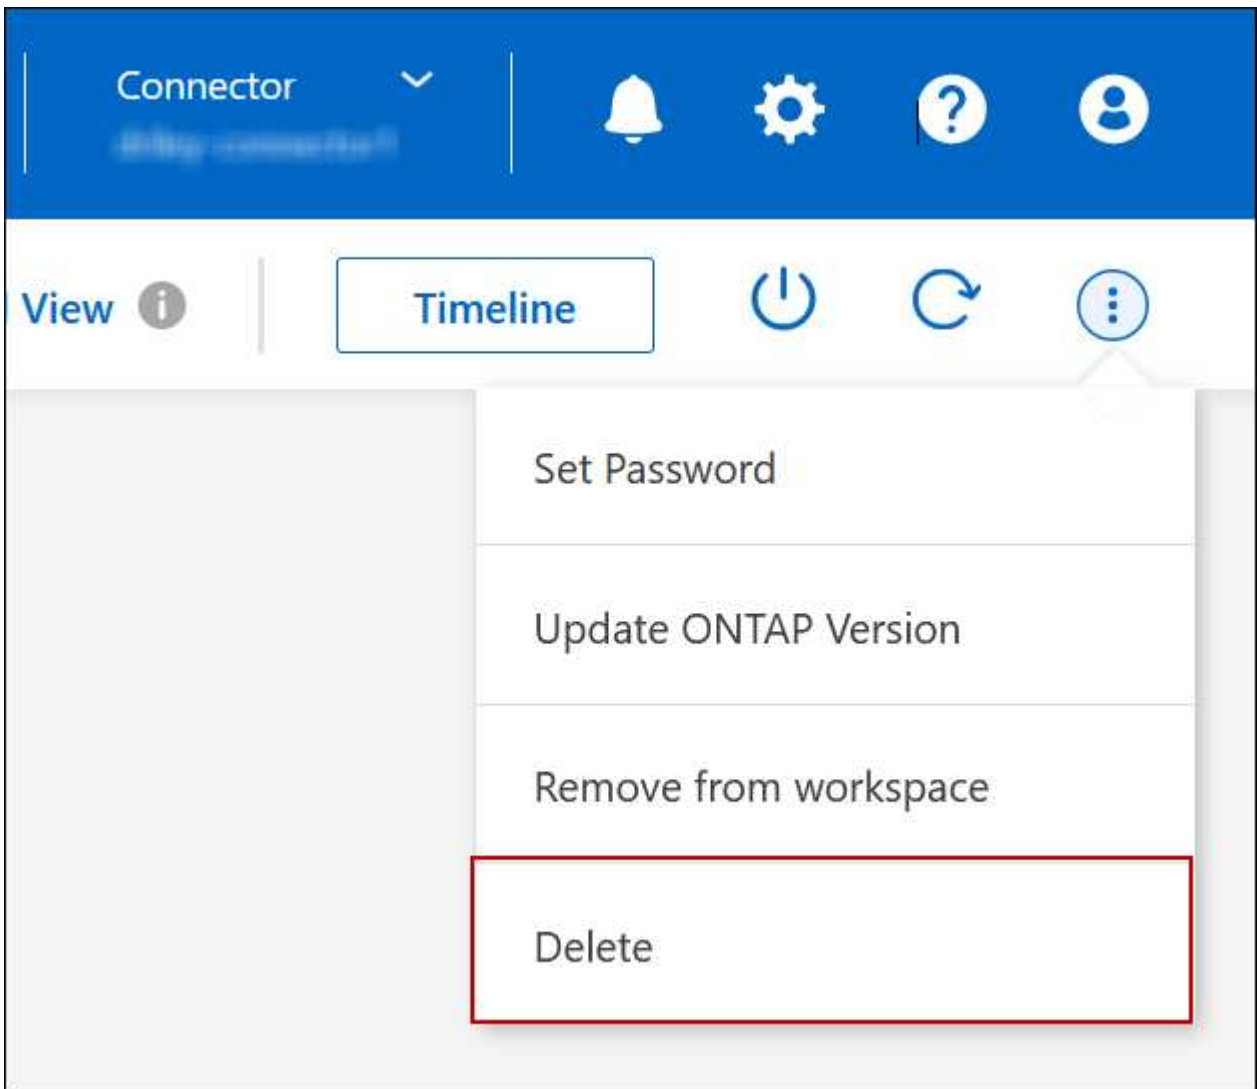 Connector
View
Timeline
Set Password
Update ONTAP Version
Remove from workspace
Delete